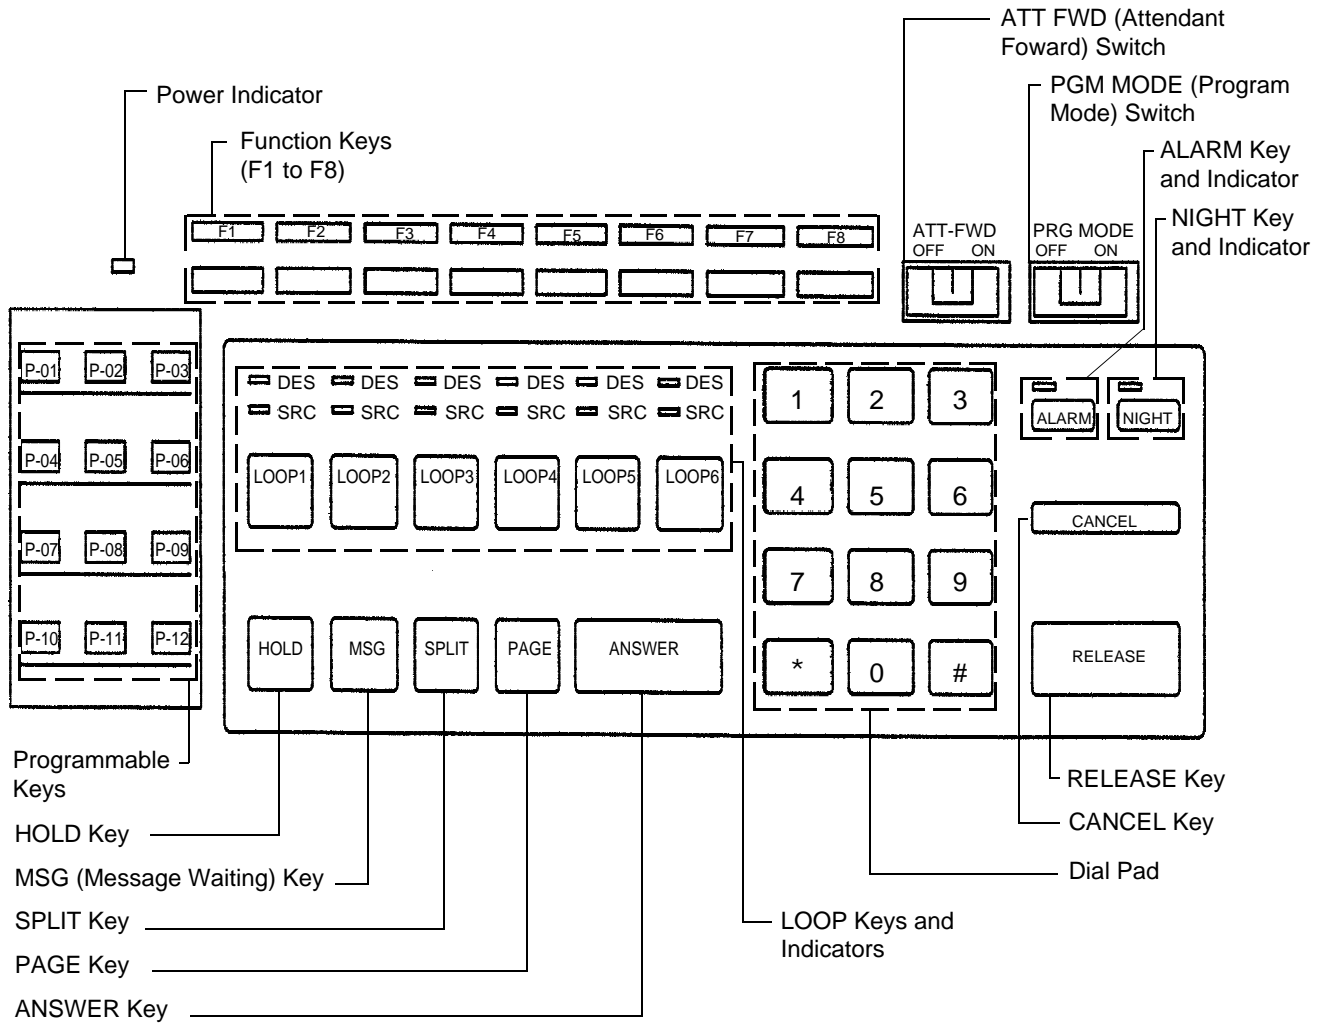 ATT FWD (Attendant
Foward) Switch
Power Indicator
PGM MODE (Program
Mode) Switch
Function Keys
(F1 to F8)
ALARM Key
and Indicator
NIGHT Key
and Indicator
F1 F2 F3 F4 F5 F6 F7 F8
ATT-FWD
OFF ON
PRG MODE
OFF ON
P-01 P-02 P-03
P-04 P-05 P-06
P-07 P-08 P-09
P-10 P-11 P-12
DES DES DES DES DES DES
SRC SRC SRC SRC SRC SRC
LOOP1 LOOP2 LOOP3 LOOP4 LOOP5 LOOP6
HOLD MSG SPLIT PAGE ANSWER
1 2 3
4 5 6
7 8 9
* 0 #
ALARM NIGHT
CANCEL
RELEASE
Programmable
Keys
HOLD Key
MSG (Message Waiting) Key
SPLIT Key
PAGE Key
ANSWER Key
RELEASE Key
CANCEL Key
Dial Pad
LOOP Keys and
Indicators